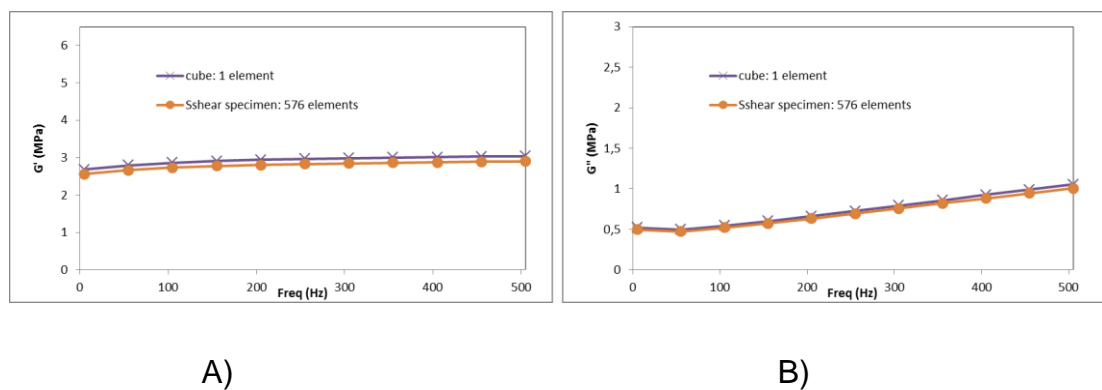 6
5
4
3
2
1
0
G' (MPa)
cube: 1 element
Sshear specimen: 576 elements
0 100 200 300 400 500
Freq (Hz)
3
2,5
2
1,5
1
0,5
0
G" (MPa)
cube: 1 element
Sshear specimen: 576 elements
0 100 200 300 400 500
Freq (Hz)
A) B)